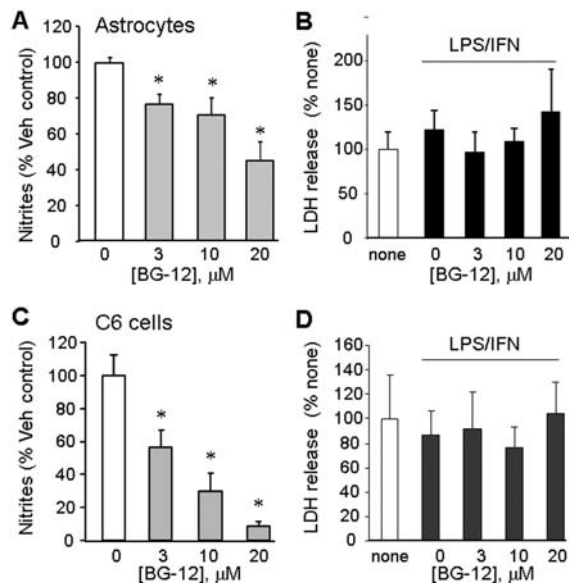 A
Astrocytes
Nitrites (% Veh control)
120
100
80
60
40
20
0
0 3 10 20
[BG-12], μM
B
LPS/IFN
LDH release (% none)
200
150
100
50
0
none 0 3 10 20
[BG-12], μM
C
C6 cells
Nitrites (% Veh control)
120
100
80
60
40
20
0
* * *
0 3 10 20
[BG-12], μM
D
LPS/IFN
LDH release (% none)
160
140
120
100
80
60
40
20
0
none 0 3 10 20
[BG-12], μM